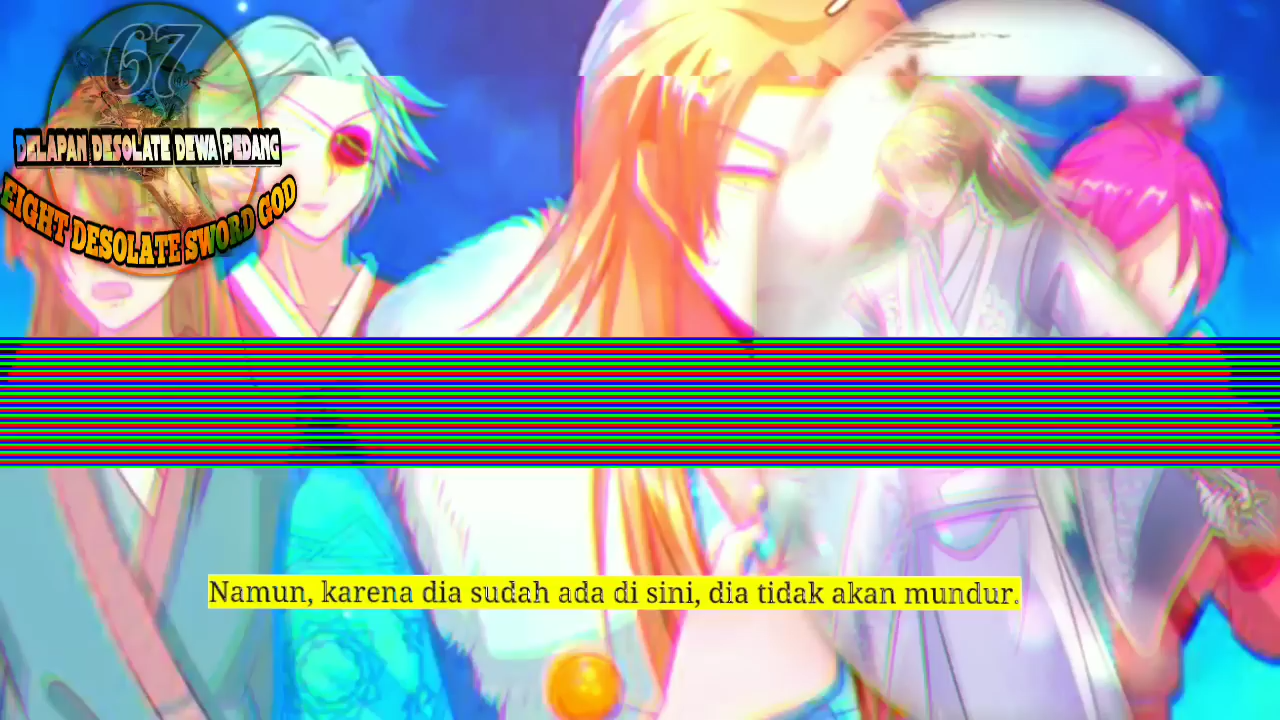 67
DELAPAN DESOLATE DEWA PEDANG
EIGHT DESOLATE SWORD GOD
Namun, karena dia sudah ada di sini, dia tidak akan mundur.